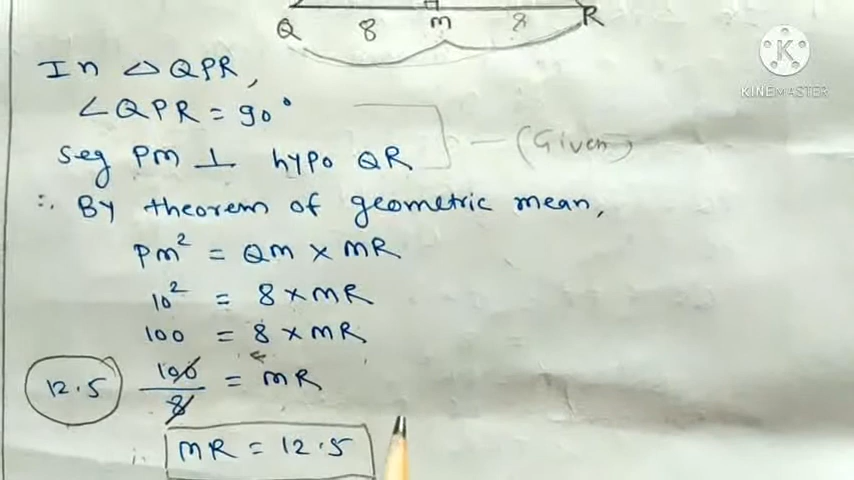 Q 8 m 8 R
K
KINEMASTER
In △QPR,
∠QPR = 90°
seg Pm ⊥ hypo QR — (Given)
∴ By theorem of geometric mean,
Pm² = Qm × mR
10² = 8 × mR
100 = 8 × mR
12.5 100/8 = mR
∴ mR = 12.5